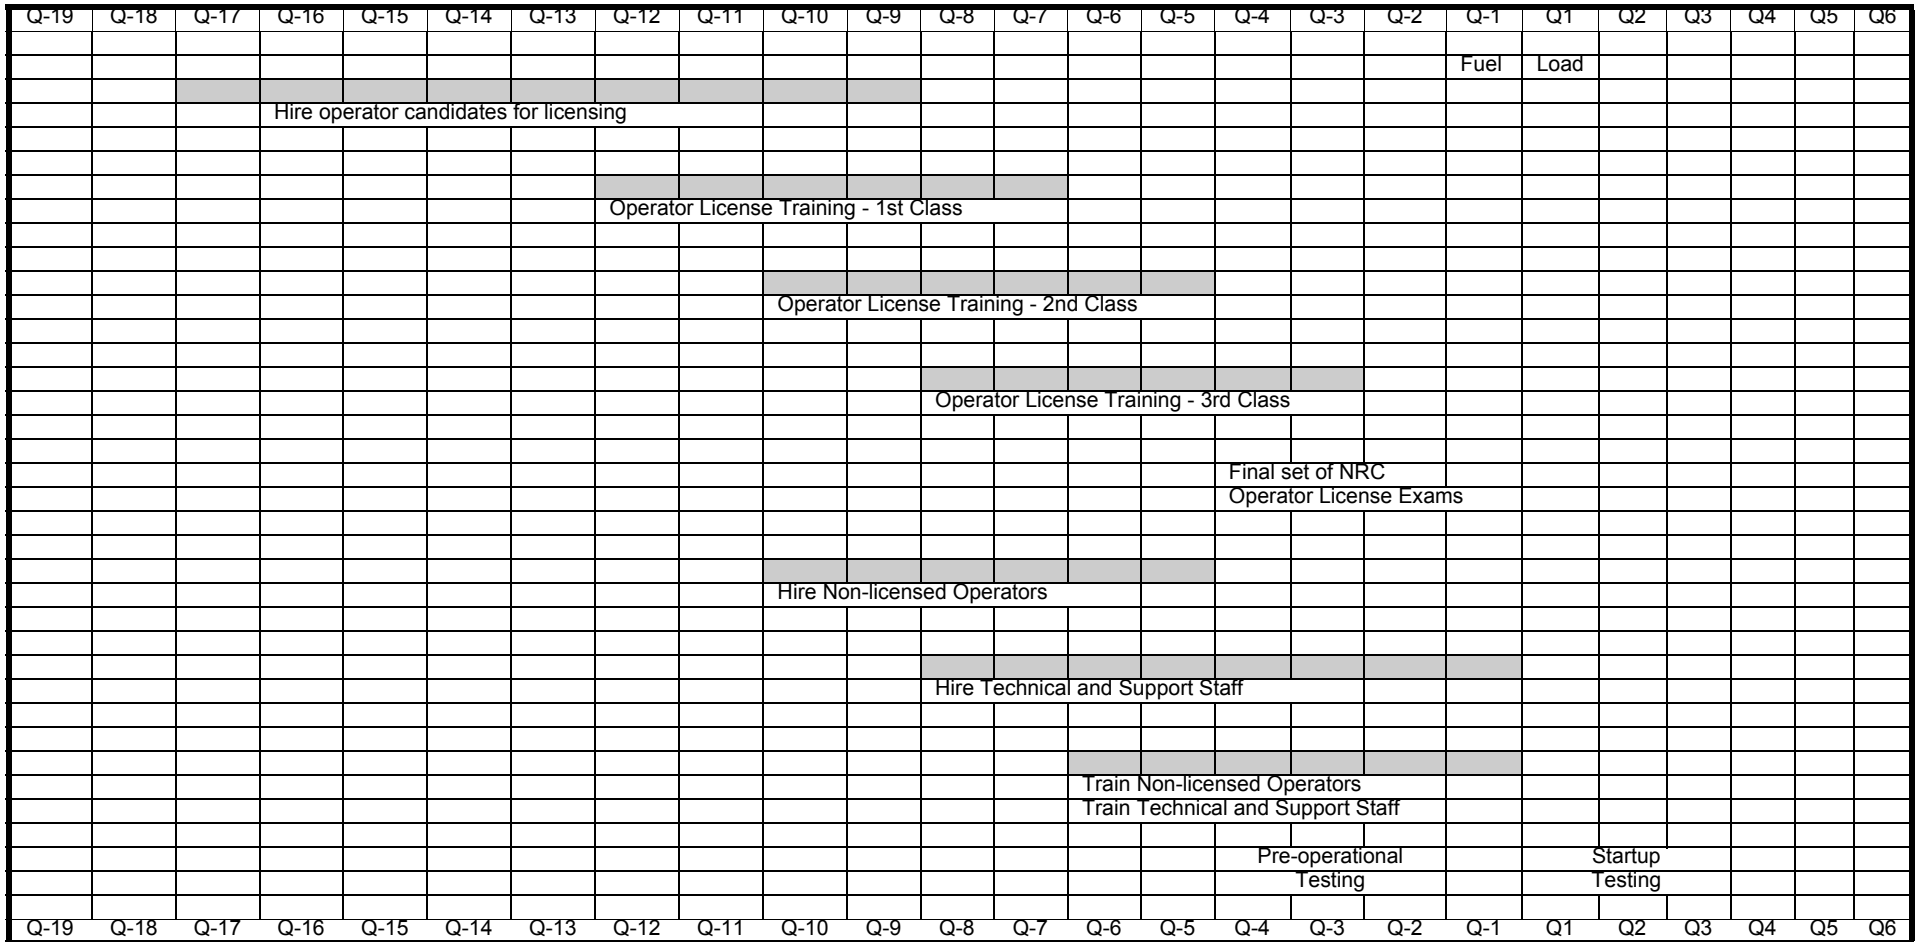 Q-19 Q-18 Q-17 Q-16 Q-15 Q-14 Q-13 Q-12 Q-11 Q-10 Q-9 Q-8 Q-7 Q-6 Q-5 Q-4 Q-3 Q-2 Q-1 Q1 Q2 Q3 Q4 Q5 Q6
Fuel Load
Hire operator candidates for licensing
Operator License Training - 1st Class
Operator License Training - 2nd Class
Operator License Training - 3rd Class
Final set of NRC
Operator License Exams
Hire Non-licensed Operators
Hire Technical and Support Staff
Train Non-licensed Operators
Train Technical and Support Staff
Pre-operational Startup
Testing Testing
Q-19 Q-18 Q-17 Q-16 Q-15 Q-14 Q-13 Q-12 Q-11 Q-10 Q-9 Q-8 Q-7 Q-6 Q-5 Q-4 Q-3 Q-2 Q-1 Q1 Q2 Q3 Q4 Q5 Q6